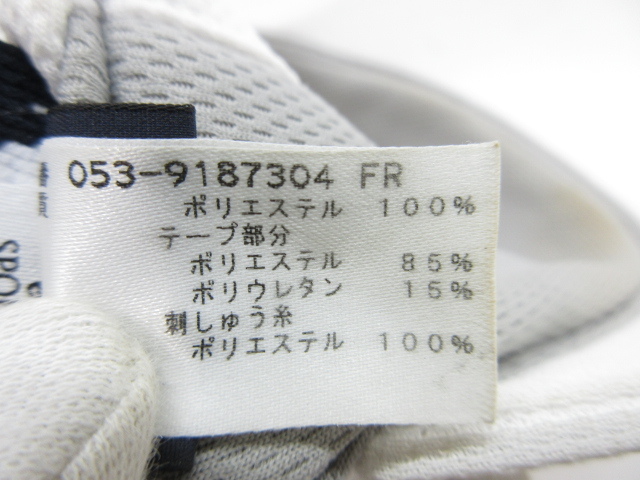 053-9187304 FR
ポリエステル 100%
テープ部分
ポリエステル 85%
ポリウレタン 15%
刺しゅう糸
ポリエステル 100%